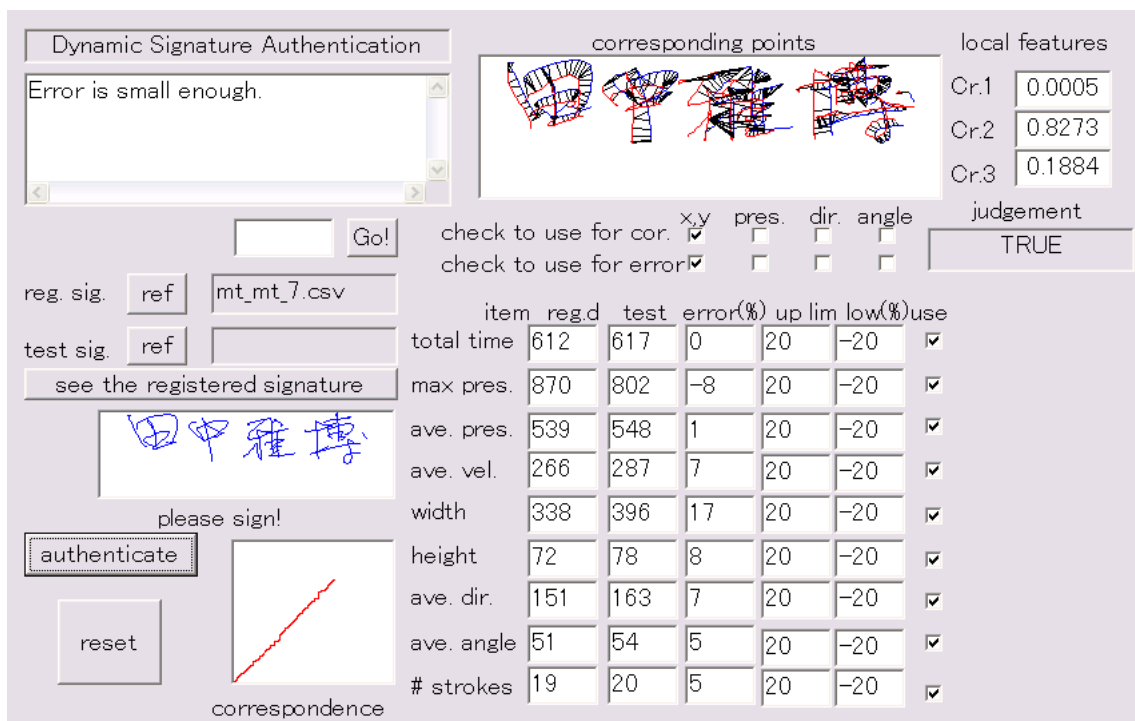 Dynamic Signature Authentication
Error is small enough.
Go!
reg. sig. ref mt_mt_7.csv
test sig. ref
see the registered signature
田中雅博
please sign!
authenticate
reset
correspondence
corresponding points
田中雅博
local features
Cr.1 0.0005
Cr.2 0.8273
Cr.3 0.1884
x,y pres. dir. angle
check to use for cor.
check to use for error
judgement
TRUE
item reg.d test error(%) up lim low(%) use
total time 612 617 0 20 -20
max pres. 870 802 -8 20 -20
ave. pres. 539 548 1 20 -20
ave. vel. 266 287 7 20 -20
width 338 396 17 20 -20
height 72 78 8 20 -20
ave. dir. 151 163 7 20 -20
ave. angle 51 54 5 20 -20
# strokes 19 20 5 20 -20